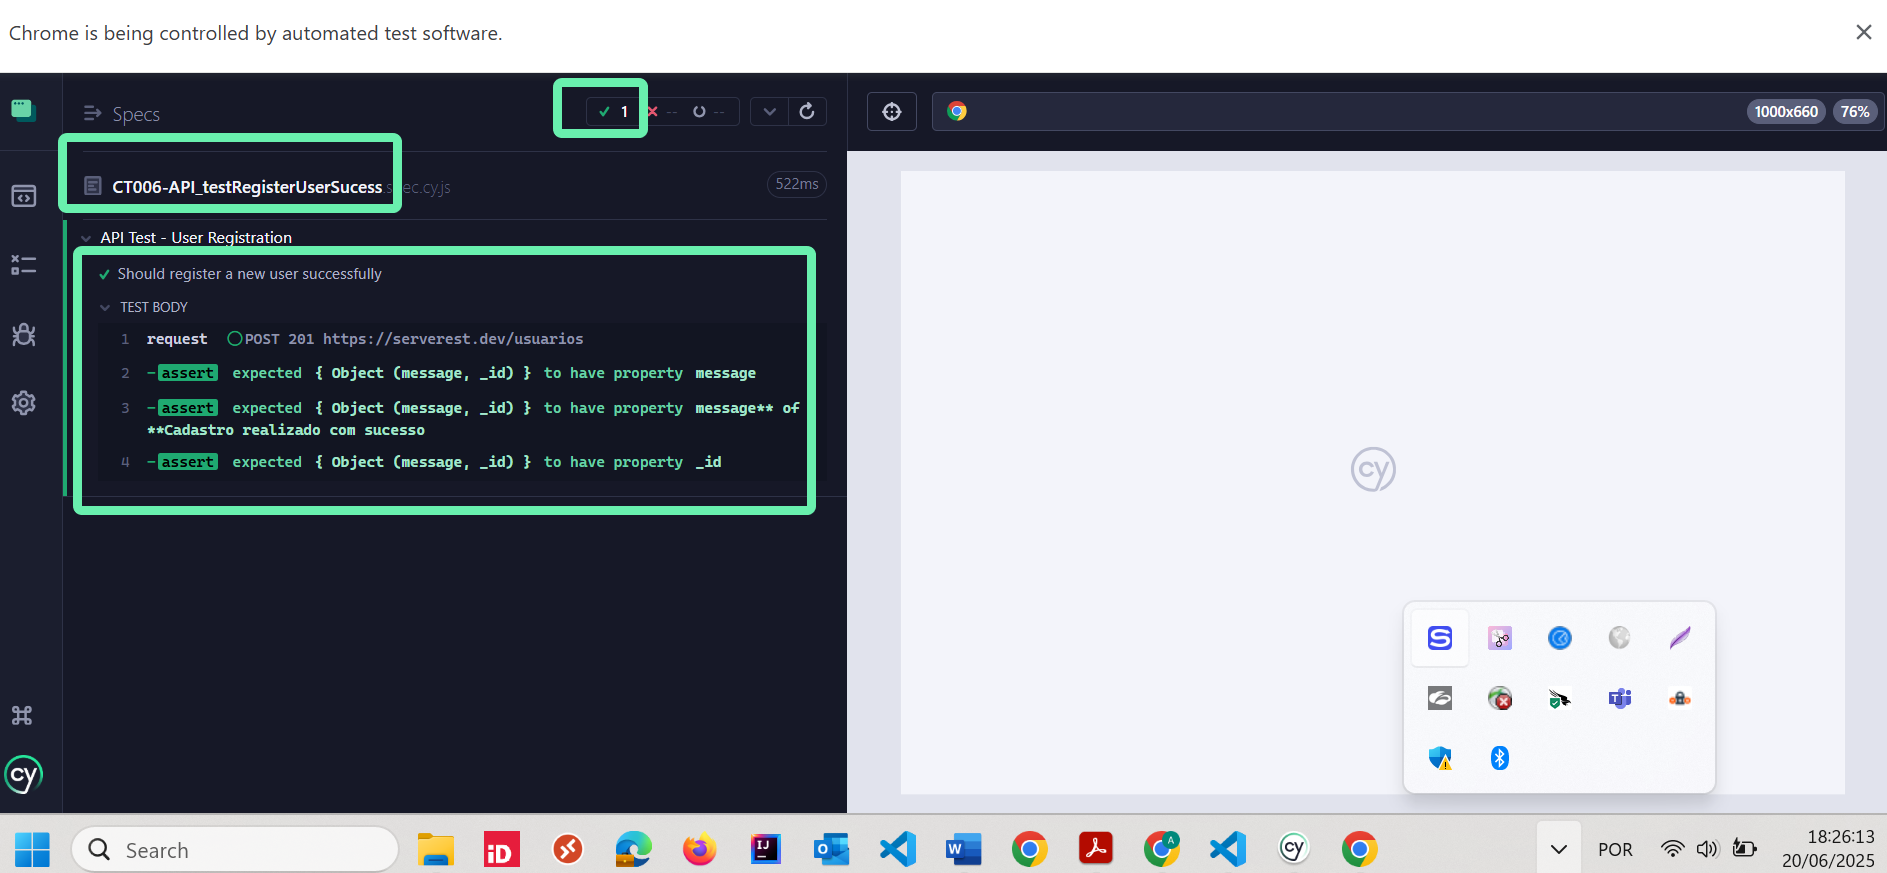 Chrome is being controlled by automated test software.
Specs
1 -- --
1000x660 76%
CT006-API_testRegisterUserSucess.spec.cy.js 522ms
API Test - User Registration
Should register a new user successfully
TEST BODY
1 request POST 201 https://serverest.dev/usuarios
2 -assert expected { Object (message, _id) } to have property message
3 -assert expected { Object (message, _id) } to have property message** of
**Cadastro realizado com sucesso
4 -assert expected { Object (message, _id) } to have property _id
cy
cy
Search
POR
18:26:13
20/06/2025